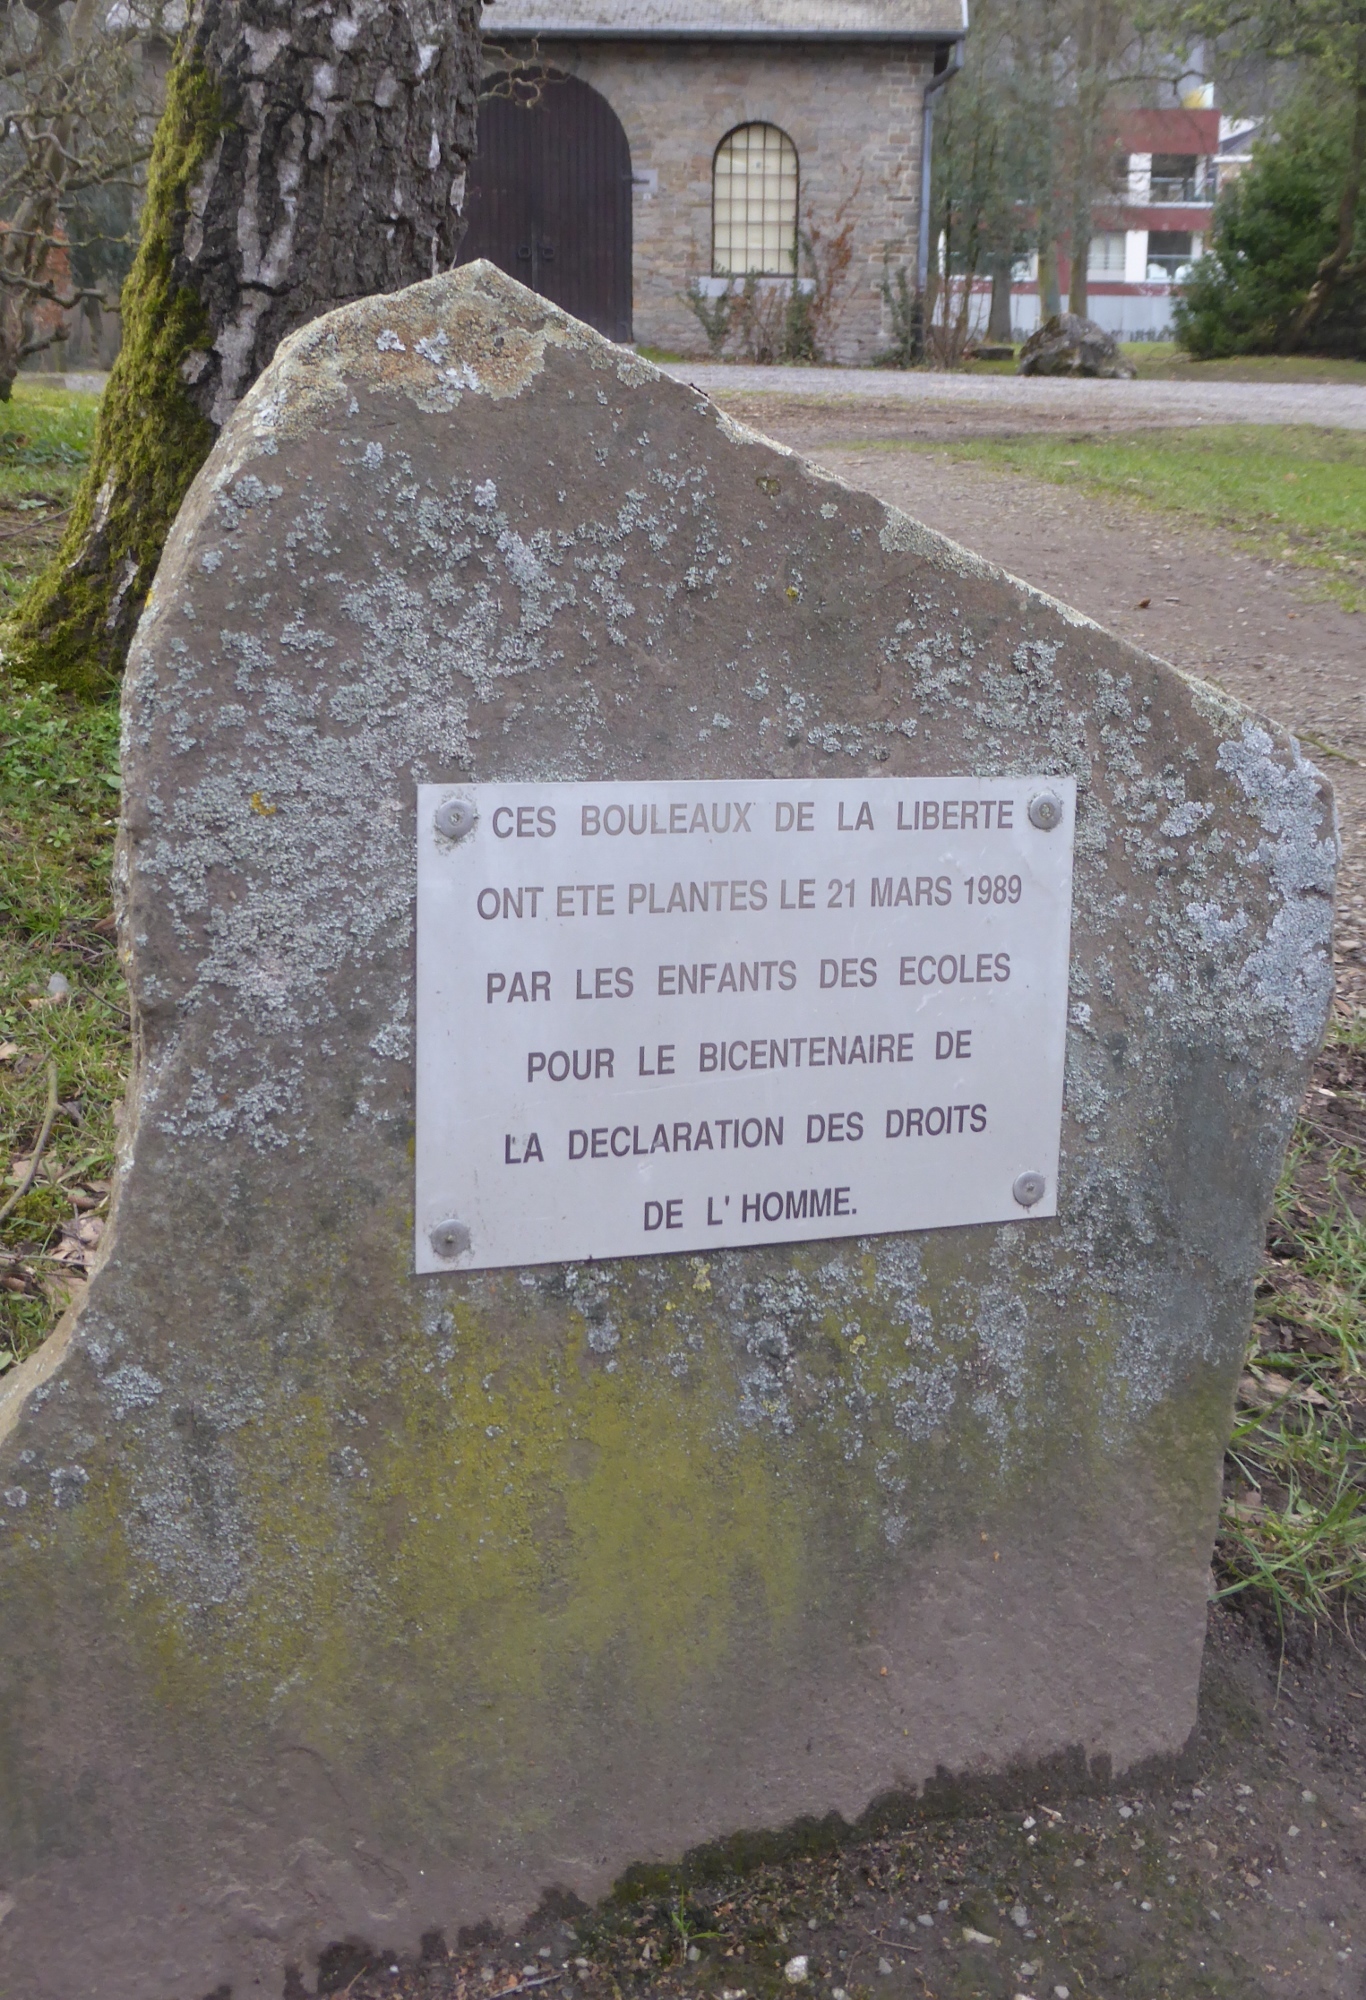 CES BOULEAUX DE LA LIBERTE
ONT ETE PLANTES LE 21 MARS 1989
PAR LES ENFANTS DES ECOLES
POUR LE BICENTENAIRE DE
LA DECLARATION DES DROITS
DE L' HOMME.